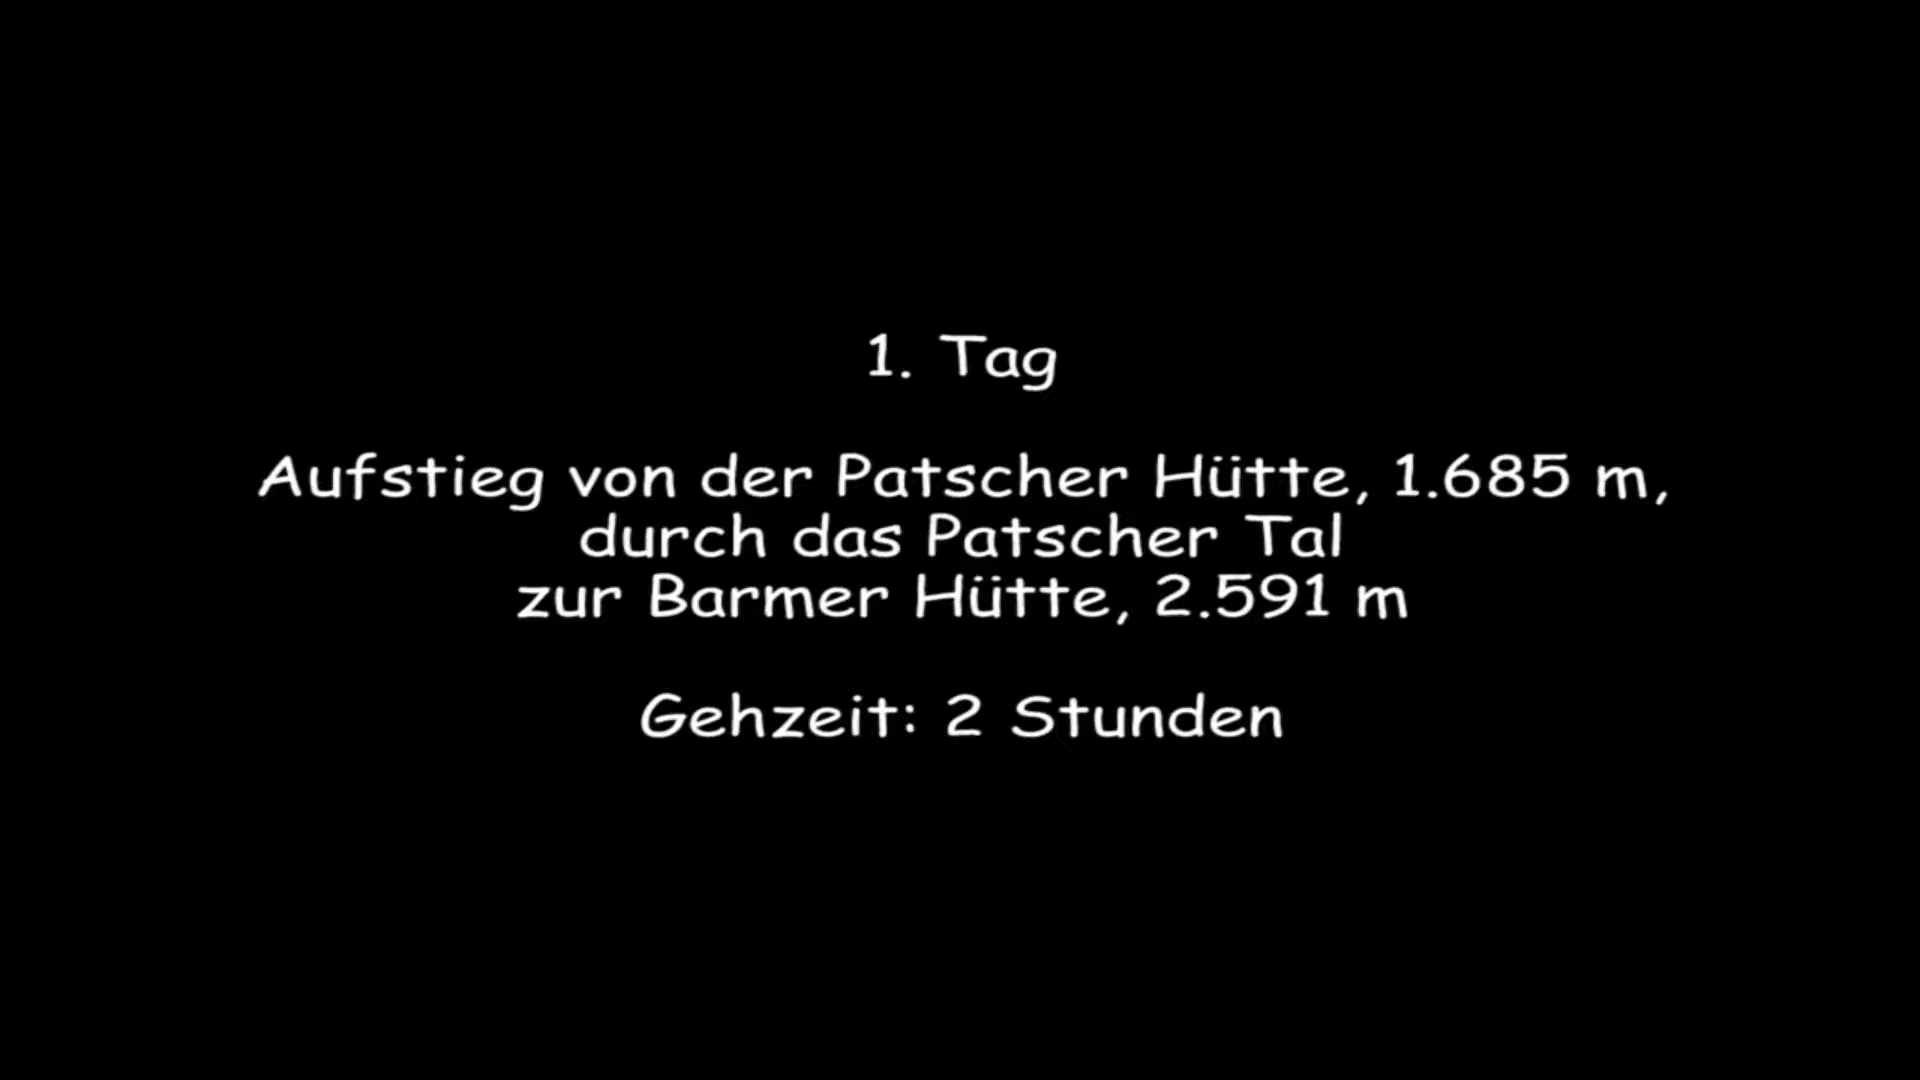 1. Tag
Aufstieg von der Patscher Hütte, 1.685 m,
durch das Patscher Tal
zur Barmer Hütte, 2.591 m
Gehzeit: 2 Stunden